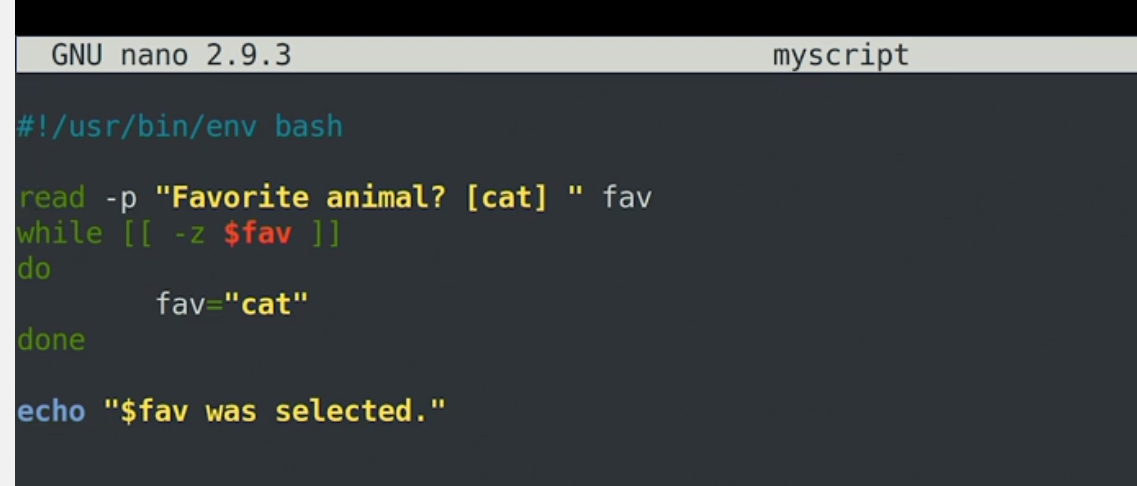 GNU nano 2.9.3 myscript
#!/usr/bin/env bash
read -p "Favorite animal? [cat] " fav
while [[ -z $fav ]]
do
fav="cat"
done
echo "$fav was selected."